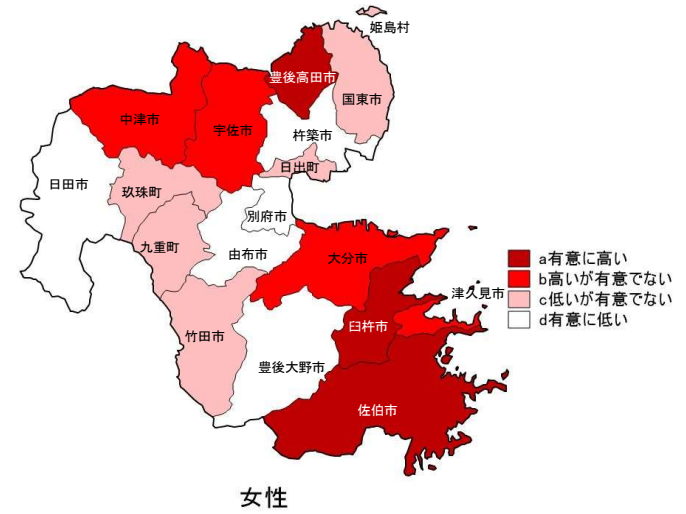 姫島村
豊後高田市
国東市
中津市
宇佐市
杵築市
日出町
日田市
玖珠町
別府市
九重町
由布市
大分市
a有意に高い
b高いが有意でない
c低いが有意でない
d有意に低い
津久見市
臼杵市
竹田市
豊後大野市
佐伯市
女性